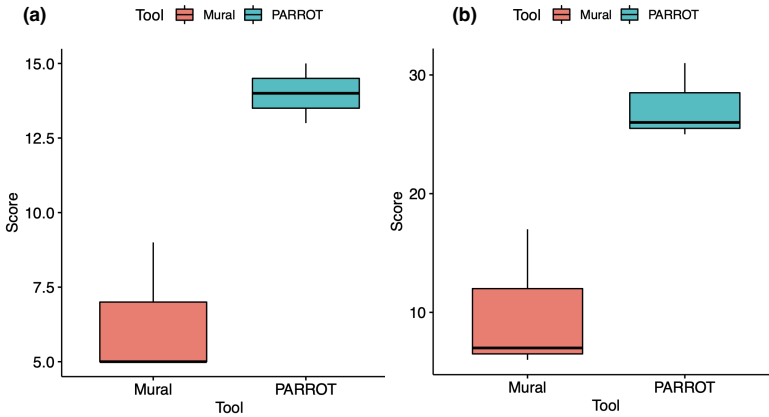 (a)
Tool Mural PARROT
Score
15.0
12.5
10.0
7.5
5.0
Mural PARROT
Tool
(b)
Tool Mural PARROT
Score
30
20
10
Mural PARROT
Tool